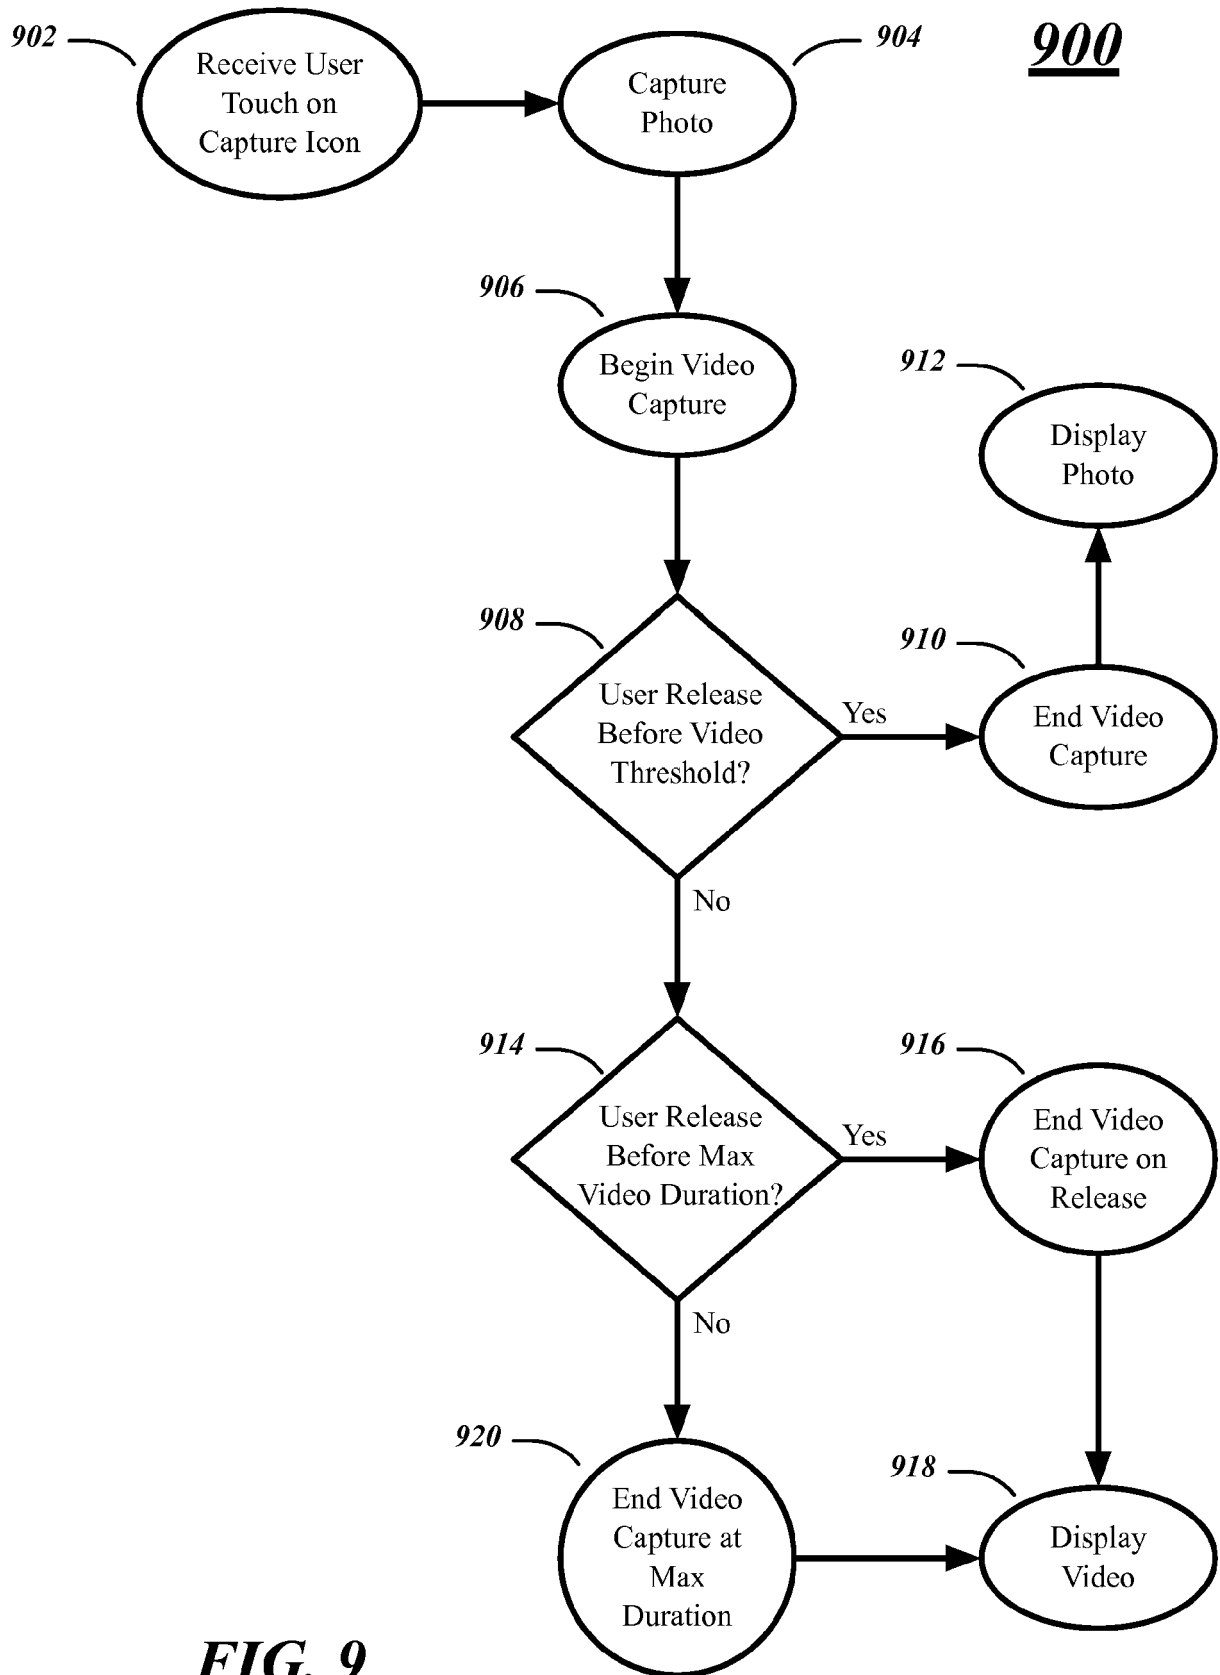 902
Receive User
Touch on
Capture Icon
904
Capture
Photo
900
906
Begin Video
Capture
912
Display
Photo
908
User Release
Before Video
Threshold?
Yes
910
End Video
Capture
No
914
User Release
Before Max
Video Duration?
Yes
916
End Video
Capture on
Release
No
920
End Video
Capture at
Max
Duration
918
Display
Video
FIG. 9